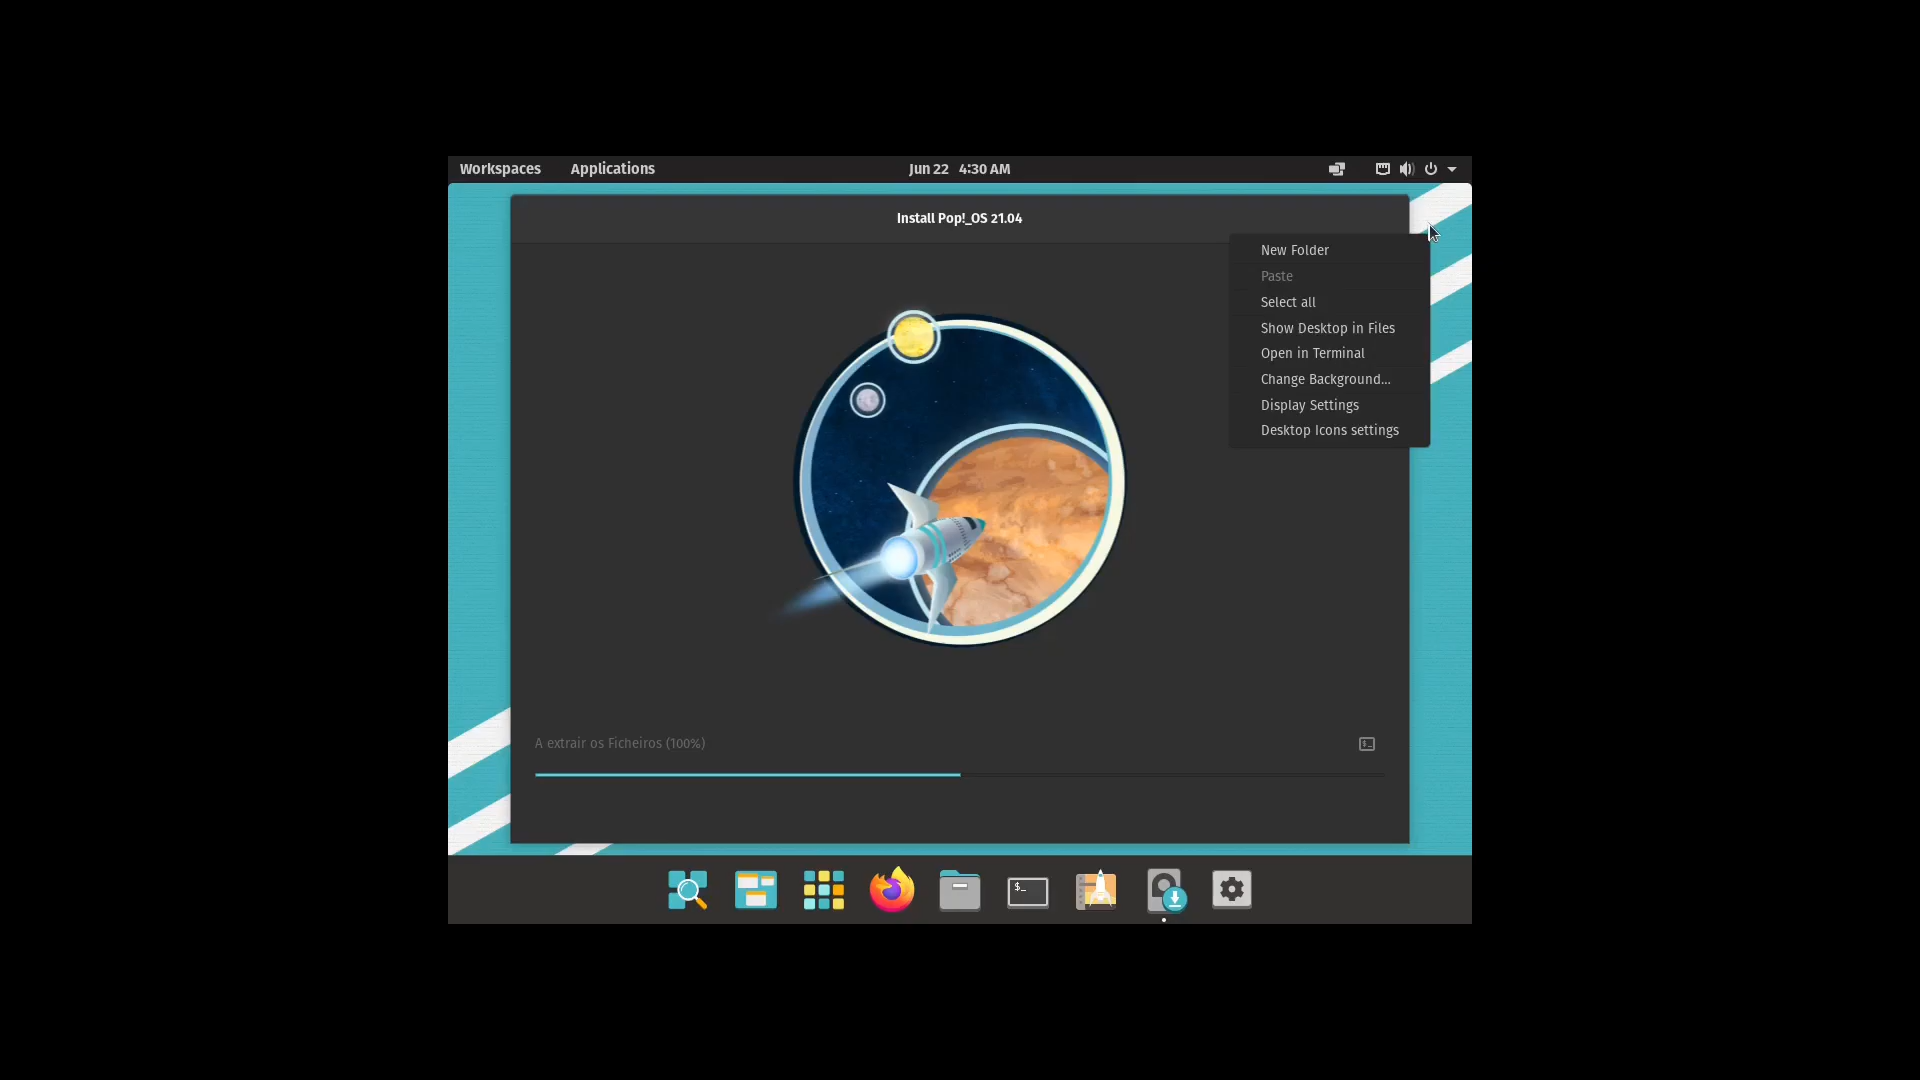 Workspaces Applications Jun 22 4:30 AM
Install Pop!_OS 21.04
New Folder
Paste
Select all
Show Desktop in Files
Open in Terminal
Change Background...
Display Settings
Desktop Icons settings
A extrair os Ficheiros (100%)
$_
$_